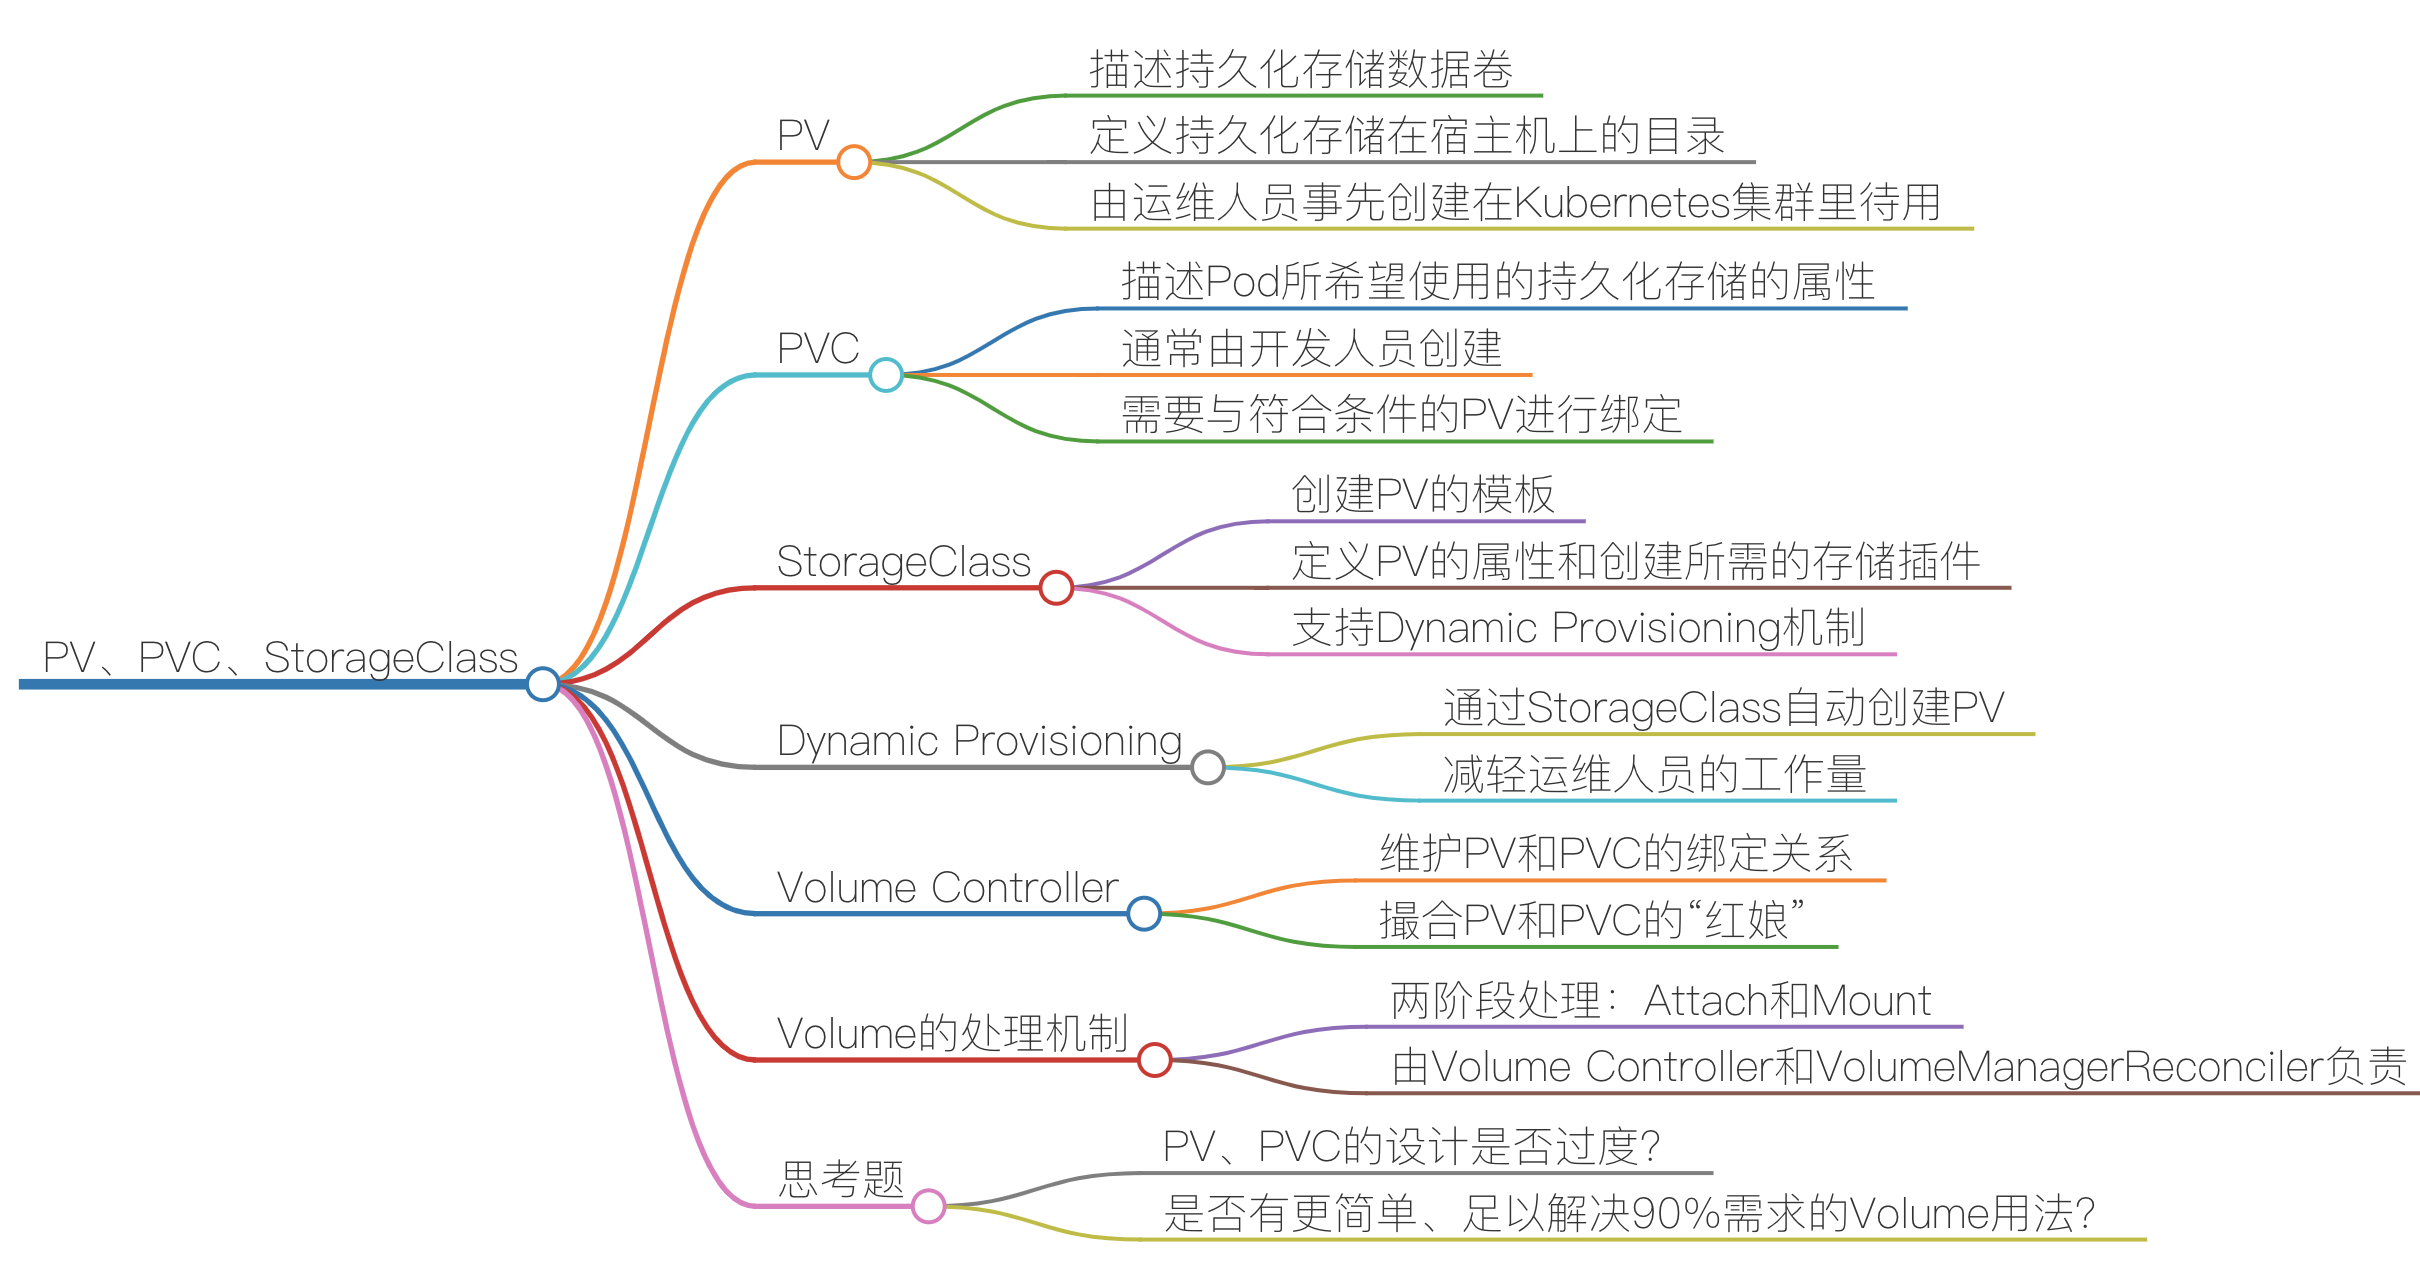 PV、PVC、StorageClass
PV
描述持久化存储数据卷
定义持久化存储在宿主机上的目录
由运维人员事先创建在Kubernetes集群里待用
PVC
描述Pod所希望使用的持久化存储的属性
通常由开发人员创建
需要与符合条件的PV进行绑定
StorageClass
创建PV的模板
定义PV的属性和创建所需的存储插件
支持Dynamic Provisioning机制
Dynamic Provisioning
通过StorageClass自动创建PV
减轻运维人员的工作量
Volume Controller
维护PV和PVC的绑定关系
撮合PV和PVC的“红娘”
Volume的处理机制
两阶段处理：Attach和Mount
由Volume Controller和VolumeManagerReconciler负责
思考题
PV、PVC的设计是否过度?
是否有更简单、足以解决90%需求的Volume用法?